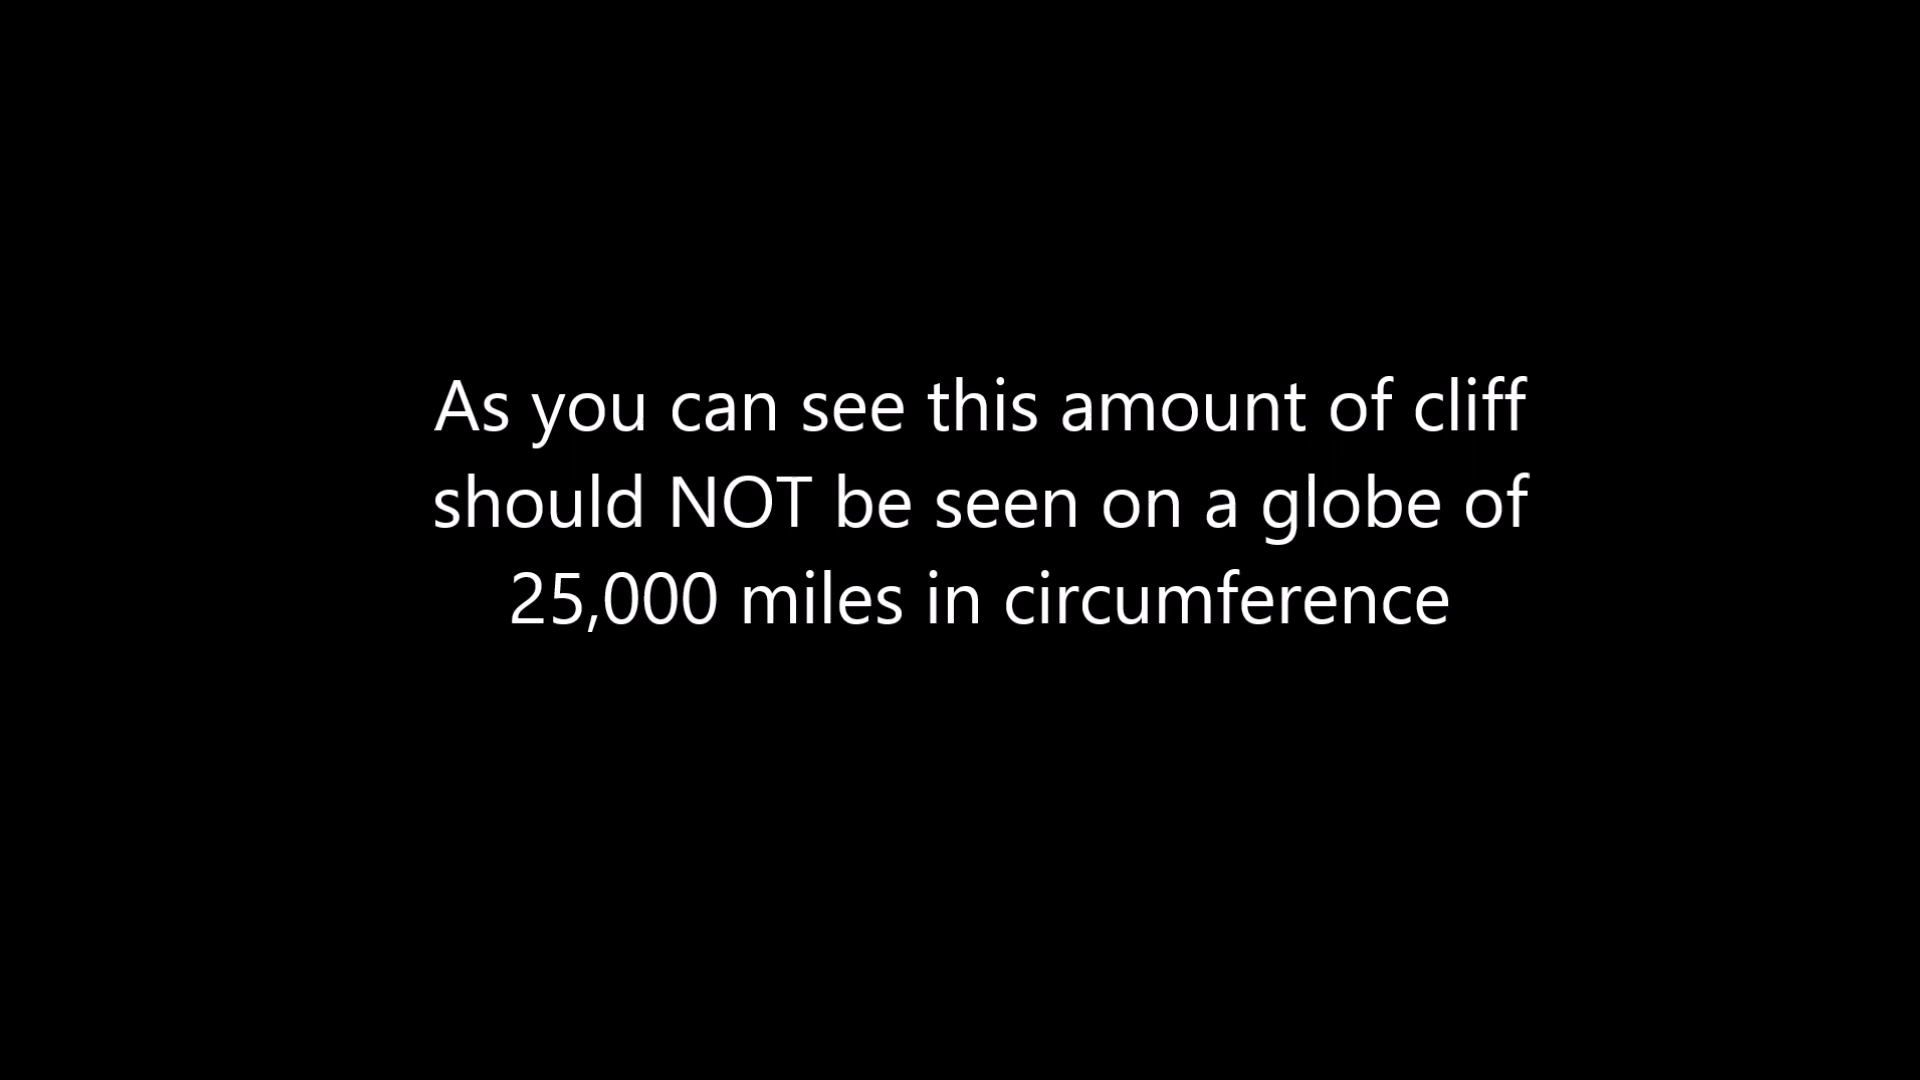 As you can see this amount of cliff
should NOT be seen on a globe of
25,000 miles in circumference